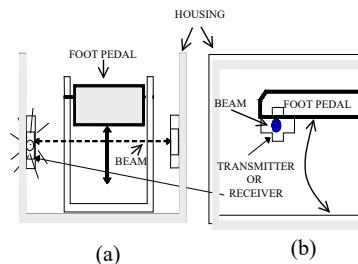 HOUSING
FOOT PEDAL
BEAM
BEAM
FOOT PEDAL
TRANSMITTER
OR
RECEIVER
(a)
(b)